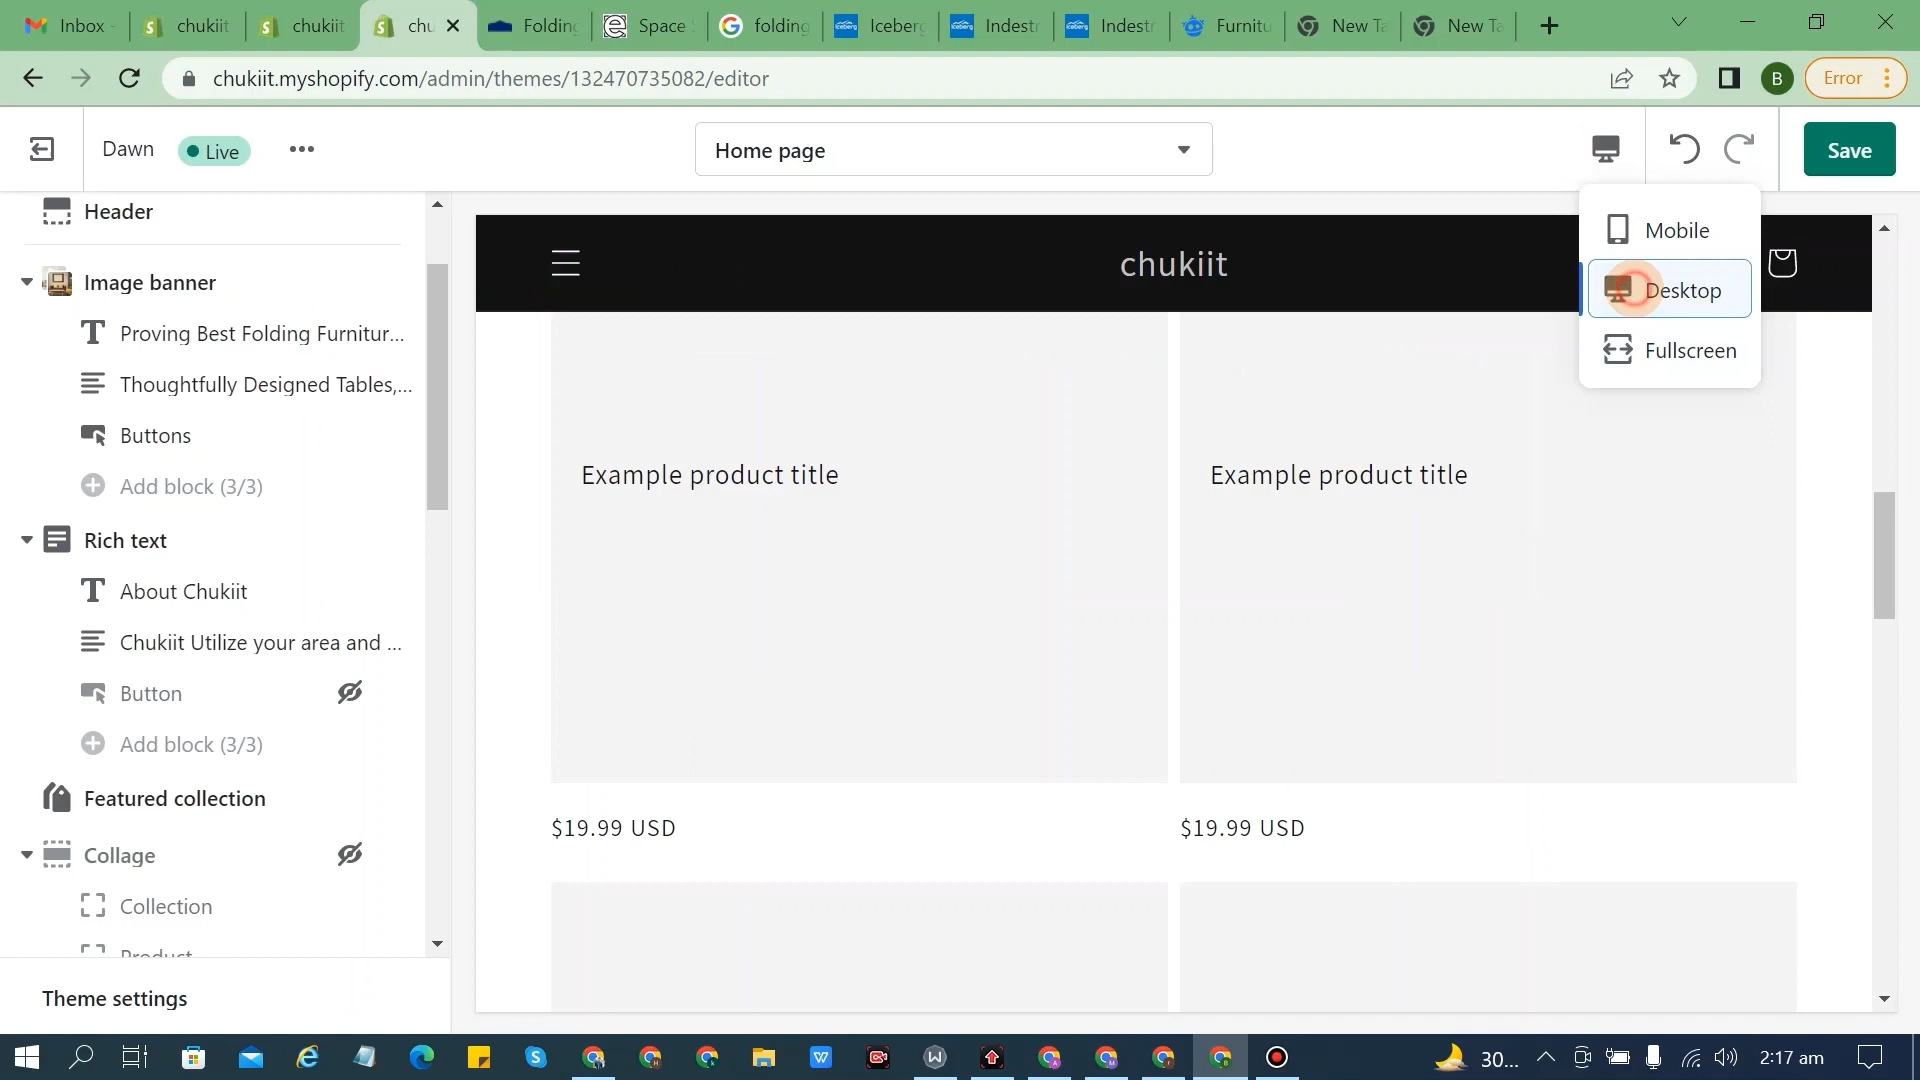 Inbox
chukiit
chukiit
chu
Folding
Space
folding
Iceberg
Indestr
Indestr
Furnitu
New Ta
New Ta
chukiit.myshopify.com/admin/themes/132470735082/editor
B
Error
Dawn
Live
Home page
Save
Header
Image banner
Proving Best Folding Furnitur...
Thoughtfully Designed Tables,...
Buttons
Add block (3/3)
Rich text
About Chukiit
Chukiit Utilize your area and ...
Button
Add block (3/3)
Featured collection
Collage
Collection
Product
Theme settings
chukiit
Mobile
Desktop
Fullscreen
Example product title
Example product title
$19.99 USD
$19.99 USD
30...
2:17 am